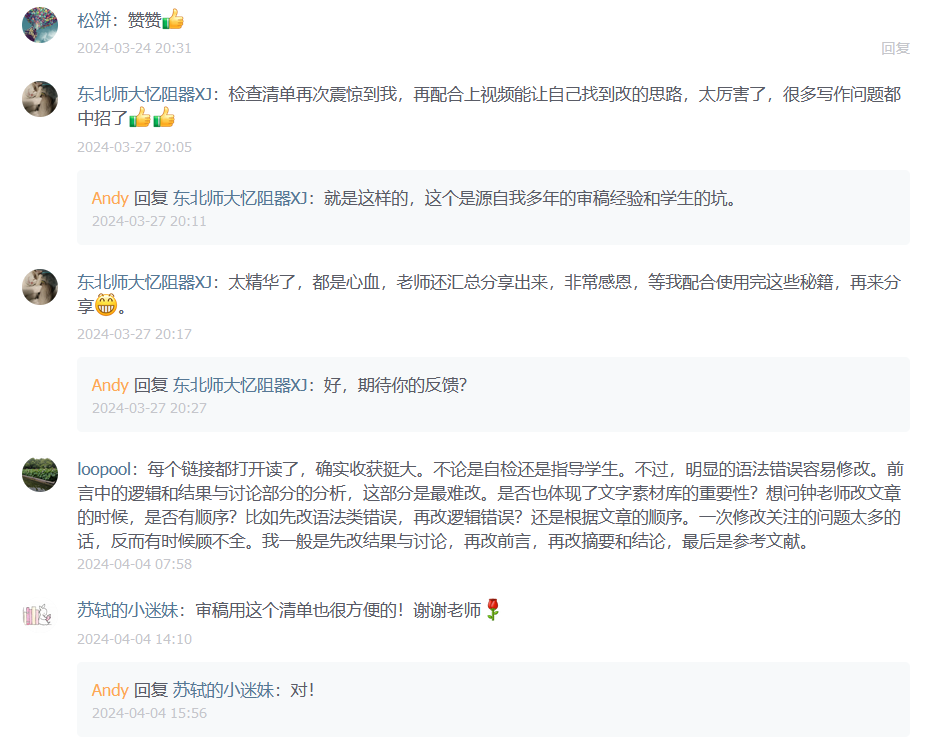 松饼：赞赞👍
2024-03-24 20:31
回复
东北师大忆阻器XJ：检查清单再次震惊到我，再配合上视频能让自己找到改的思路，太厉害了，很多写作问题都
中招了👍👍
2024-03-27 20:05
Andy 回复 东北师大忆阻器XJ：就是这样的，这个是源自我多年的审稿经验和学生的坑。
2024-03-27 20:11
东北师大忆阻器XJ：太精华了，都是心血，老师还汇总分享出来，非常感恩，等我配合使用完这些秘籍，再来分
享😁。
2024-03-27 20:17
Andy 回复 东北师大忆阻器XJ：好，期待你的反馈？
2024-03-27 20:27
loopool：每个链接都打开读了，确实收获挺大。不论是自检还是指导学生。不过，明显的语法错误容易修改。前
言中的逻辑和结果与讨论部分的分析，这部分是最难改。是否也体现了文字素材库的重要性？想问钟老师改文章
的时候，是否有顺序？比如先改语法类错误，再改逻辑错误？还是根据文章的顺序。一次修改关注的问题太多的
话，反而有时候顾不全。我一般是先改结果与讨论，再改前言，再改摘要和结论，最后是参考文献。
2024-04-04 07:58
苏轼的小迷妹：审稿用这个清单也很方便的！谢谢老师🌹
2024-04-04 14:10
Andy 回复 苏轼的小迷妹：对！
2024-04-04 15:56